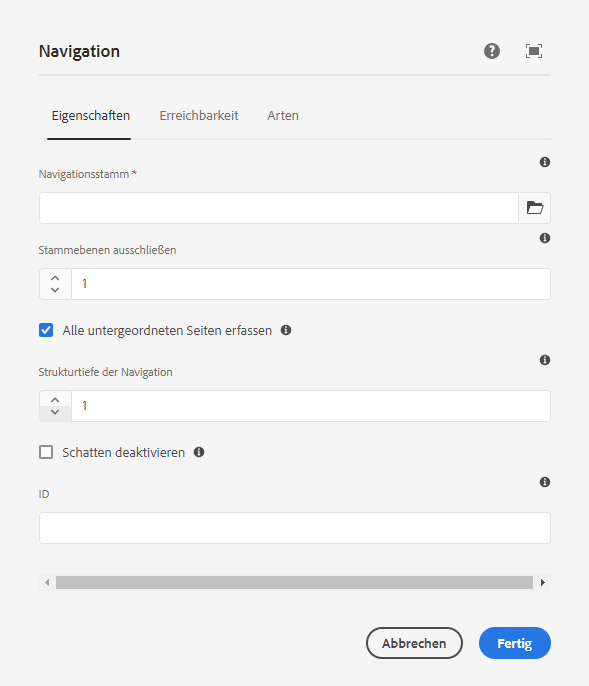 Navigation
Eigenschaften Erreichbarkeit Arten
Navigationsstamm *
Stammebenen ausschließen
1
Alle untergeordneten Seiten erfassen
Strukturtiefe der Navigation
1
Schatten deaktivieren
ID
Abbrechen Fertig